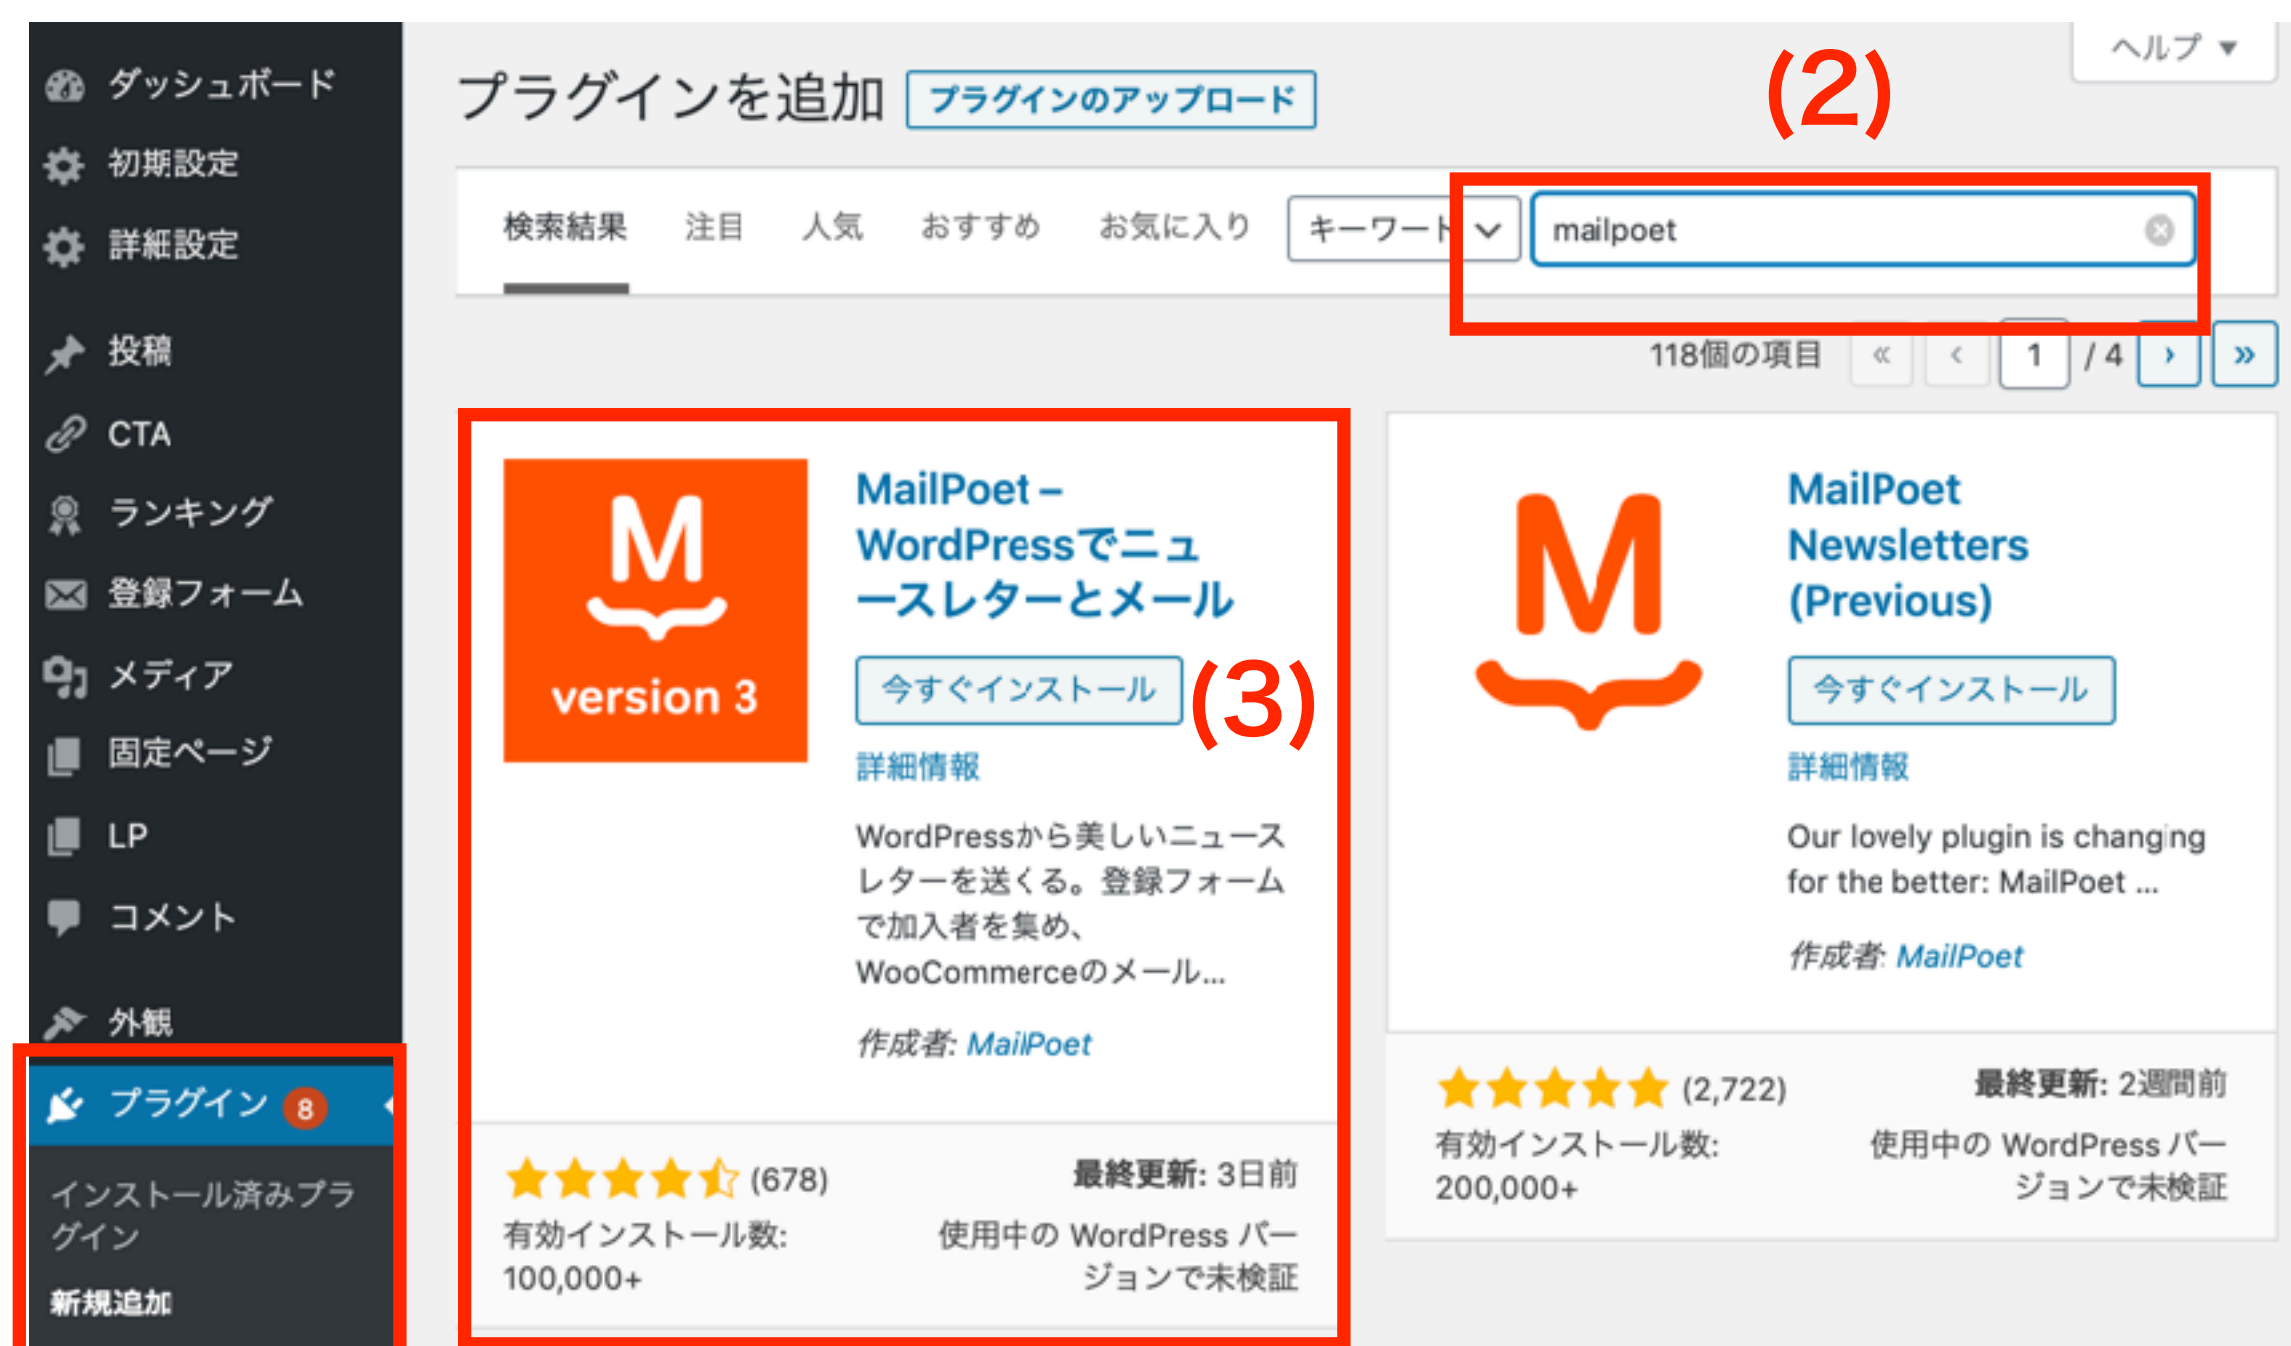 ダッシュボード
初期設定
詳細設定
投稿
CTA
ランキング
登録フォーム
メディア
固定ページ
LP
コメント
外観
プラグイン 8
インストール済みプラ
グイン
新規追加
ヘルプ ▼
プラグインを追加 プラグインのアップロード
(2)
検索結果 注目 人気 おすすめ お気に入り キーワード mailpoet
118個の項目 « ‹ 1 / 4 › »
M
version 3
MailPoet –
WordPressでニュ
ースレターとメール
今すぐインストール
(3)
詳細情報
WordPressから美しいニュース
レターを送くる。登録フォーム
で加入者を集め、
WooCommerceのメール...
作成者: MailPoet
(678)
最終更新: 3日前
有効インストール数:
100,000+
使用中の WordPress バー
ジョンで未検証
M
MailPoet
Newsletters
(Previous)
今すぐインストール
詳細情報
Our lovely plugin is changing
for the better: MailPoet ...
作成者: MailPoet
(2,722)
最終更新: 2週間前
有効インストール数:
200,000+
使用中の WordPress バー
ジョンで未検証